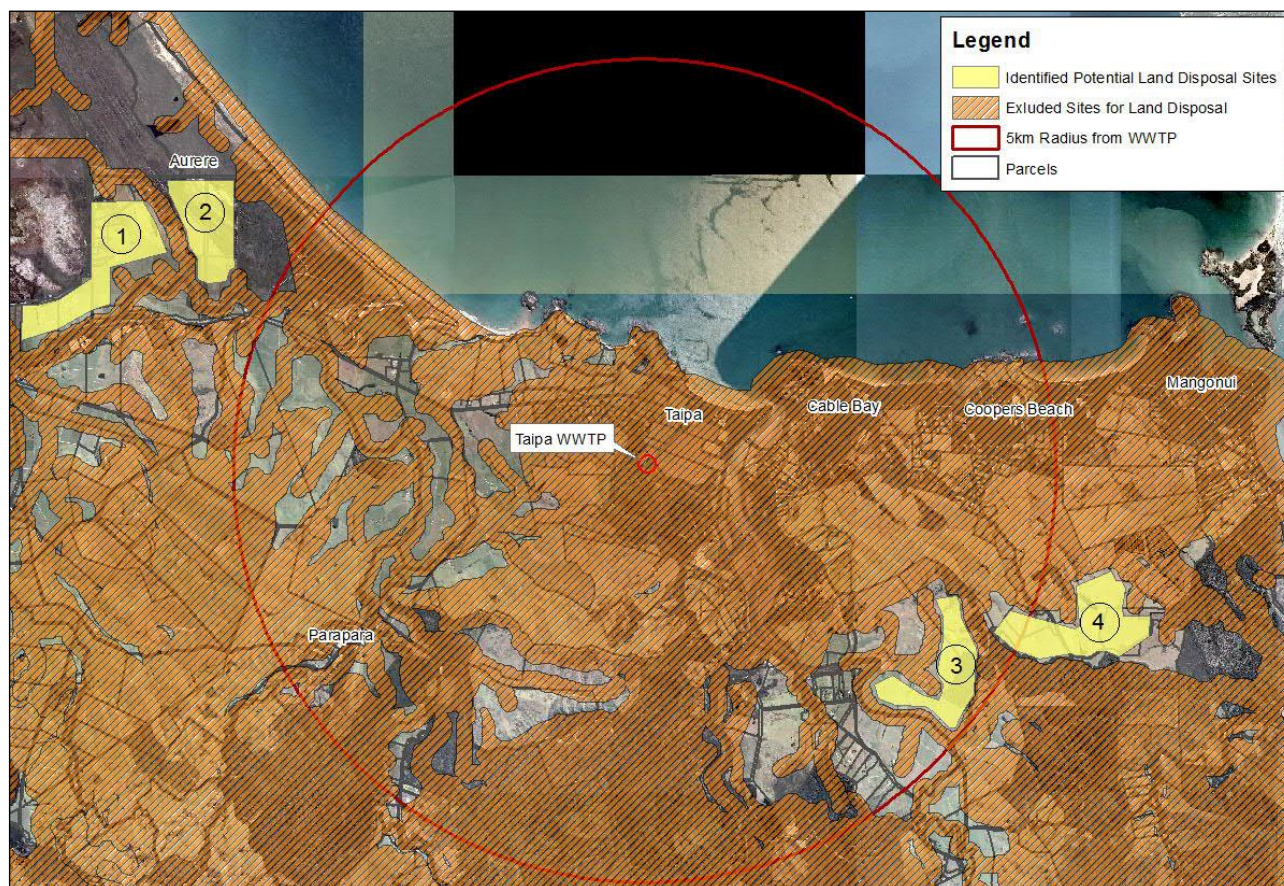 Legend
Identified Potential Land Disposal Sites
Exluded Sites for Land Disposal
5km Radius from WWTP
Parcels
Aurere
2
1
Mangonui
Cable Bay
Coopers Beach
Taipa
Taipa WWTP
4
Parapara
3